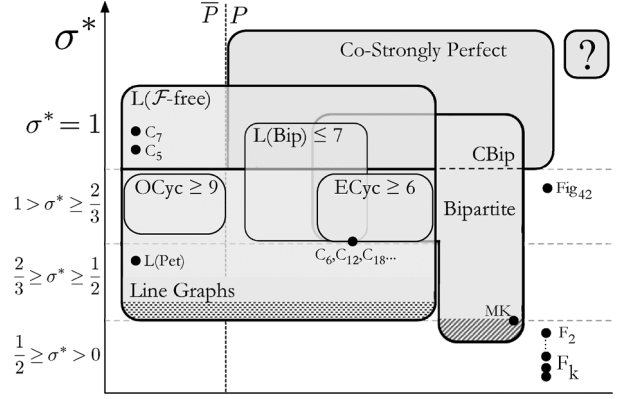 σ*
P̅ P
Co-Strongly Perfect
?
L(ℱ-free)
σ* = 1
C₇
C₅
L(Bip) ≤ 7
CBip
OCyc ≥ 9
ECyc ≥ 6
Fig₄₂
1 > σ* ≥ 2/3
Bipartite
C₆,C₁₂,C₁₈...
L(Pet)
2/3 ≥ σ* ≥ 1/2
Line Graphs
MK
F₂
1/2 ≥ σ* > 0
Fₖ